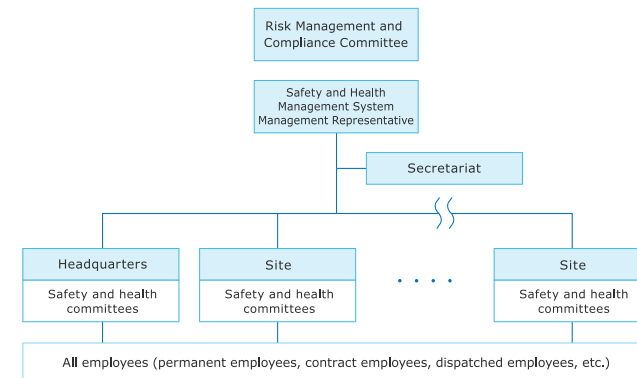 Risk Management and
Compliance Committee
Safety and Health
Management System
Management Representative
Secretariat
Headquarters
Safety and health
committees
Site
Safety and health
committees
. . . .
Site
Safety and health
committees
All employees (permanent employees, contract employees, dispatched employees, etc.)